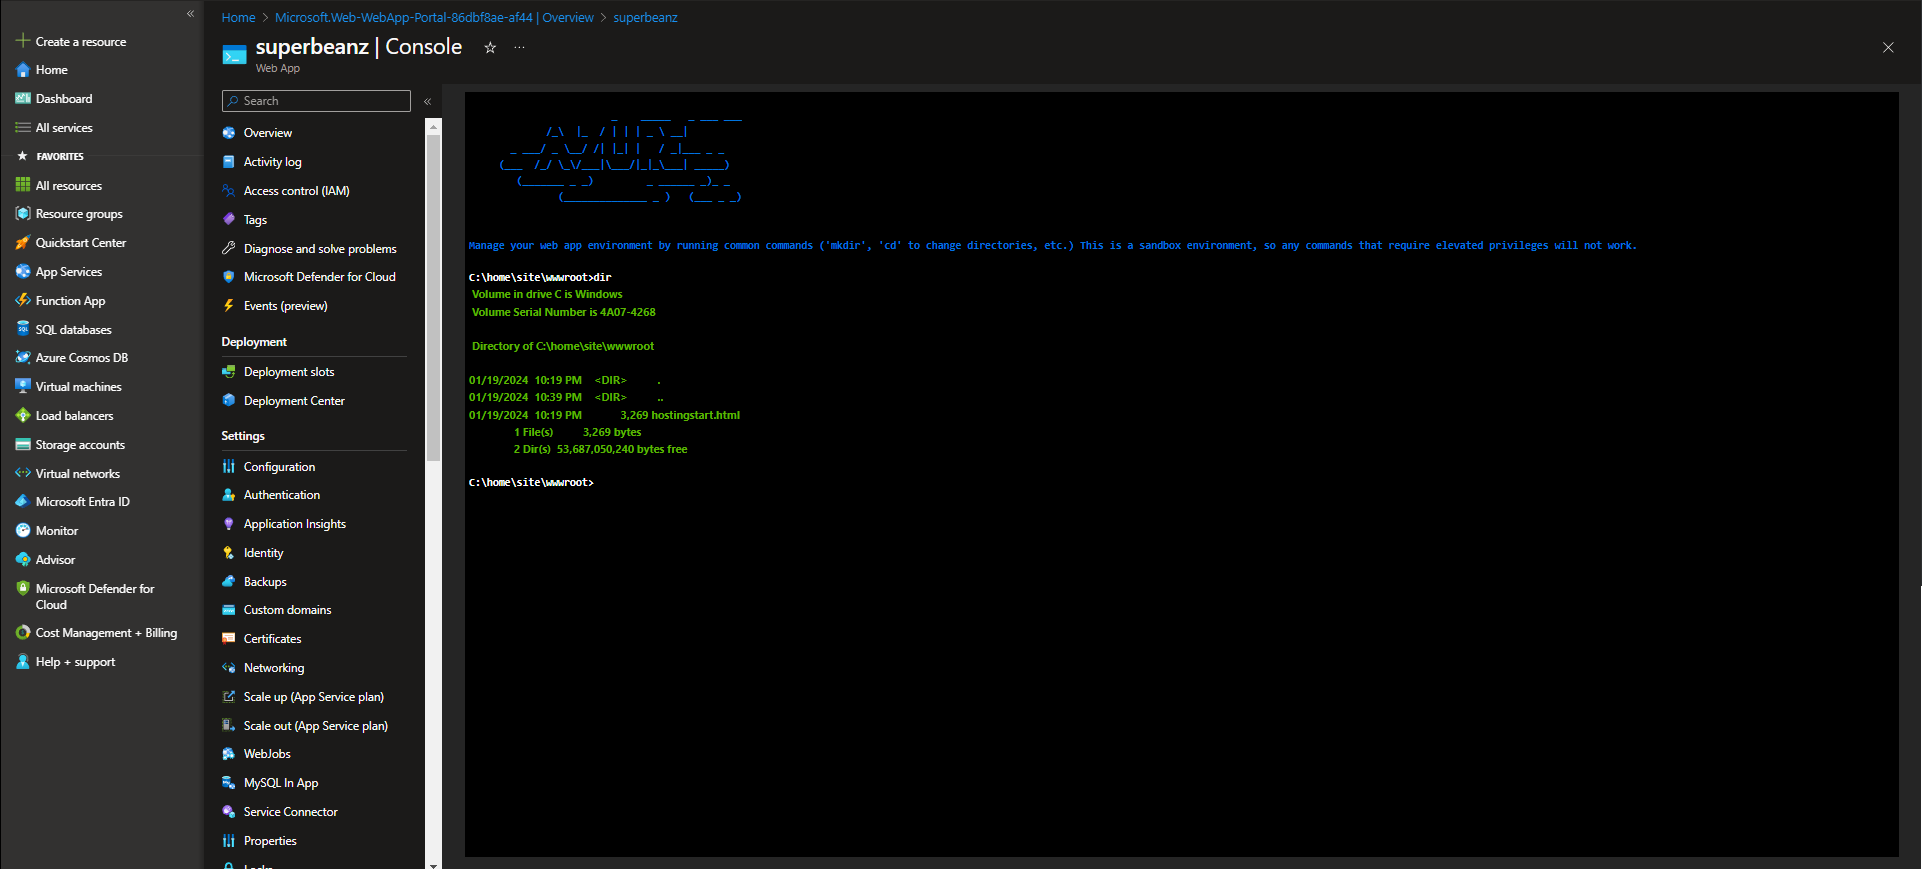 «
Create a resource
Home
Dashboard
All services
★ FAVORITES
All resources
Resource groups
Quickstart Center
App Services
Function App
SQL databases
Azure Cosmos DB
Virtual machines
Load balancers
Storage accounts
Virtual networks
Microsoft Entra ID
Monitor
Advisor
Microsoft Defender for
Cloud
Cost Management + Billing
Help + support
Home > Microsoft.Web-WebApp-Portal-86dbf8ae-af44 | Overview > superbeanz
superbeanz | Console ☆ ···
Web App
Search «
Overview
Activity log
Access control (IAM)
Tags
Diagnose and solve problems
Microsoft Defender for Cloud
Events (preview)
Deployment
Deployment slots
Deployment Center
Settings
Configuration
Authentication
Application Insights
Identity
Backups
Custom domains
Certificates
Networking
Scale up (App Service plan)
Scale out (App Service plan)
WebJobs
MySQL In App
Service Connector
Properties
Locks
AZURE
Manage your web app environment by running common commands ('mkdir', 'cd' to change directories, etc.) This is a sandbox environment, so any commands that require elevated privileges will not work.
C:\home\site\wwwroot>dir
Volume in drive C is Windows
Volume Serial Number is 4A07-4268
Directory of C:\home\site\wwwroot
01/19/2024 10:19 PM <DIR> .
01/19/2024 10:39 PM <DIR> ..
01/19/2024 10:19 PM 3,269 hostingstart.html
1 File(s) 3,269 bytes
2 Dir(s) 53,687,050,240 bytes free
C:\home\site\wwwroot>